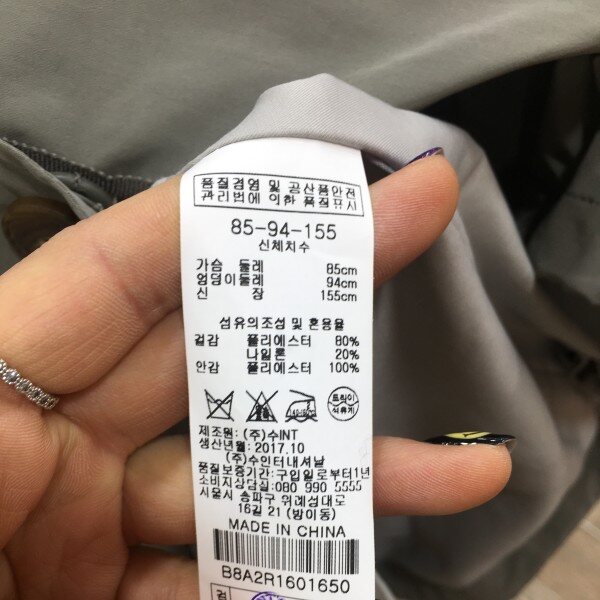 품질경영 및 공산품안전
관리법에 의한 품질표시
85-94-155
신체치수
가슴 둘레 85cm
엉덩이둘레 94cm
신 장 155cm
섬유의조성 및 혼용율
겉감 폴리에스터 80%
나일론 20%
안감 폴리에스터 100%
드라이
석유계
제조원: (주)수INT
생산년월: 2017.10
(주)수인터내셔날
품질보증기간: 구입일로부터1년
소비자상담실: 080 990 5555
서울시 송파구 위례성대로
16길 21 (방이동)
MADE IN CHINA
B8A2R1601650
검